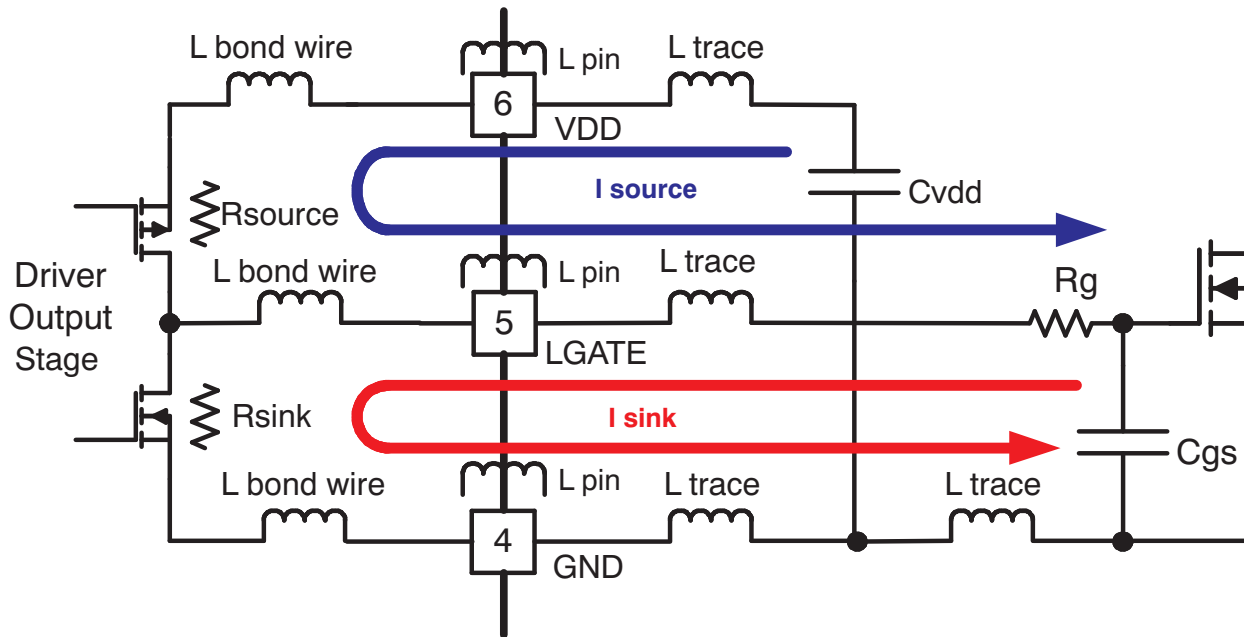 L bond wire
L pin
L trace
6
VDD
I source
Cvdd
Rsource
L bond wire
L pin
L trace
Rg
Driver
Output
Stage
5
LGATE
Rsink
I sink
L bond wire
L pin
L trace
L trace
Cgs
4
GND